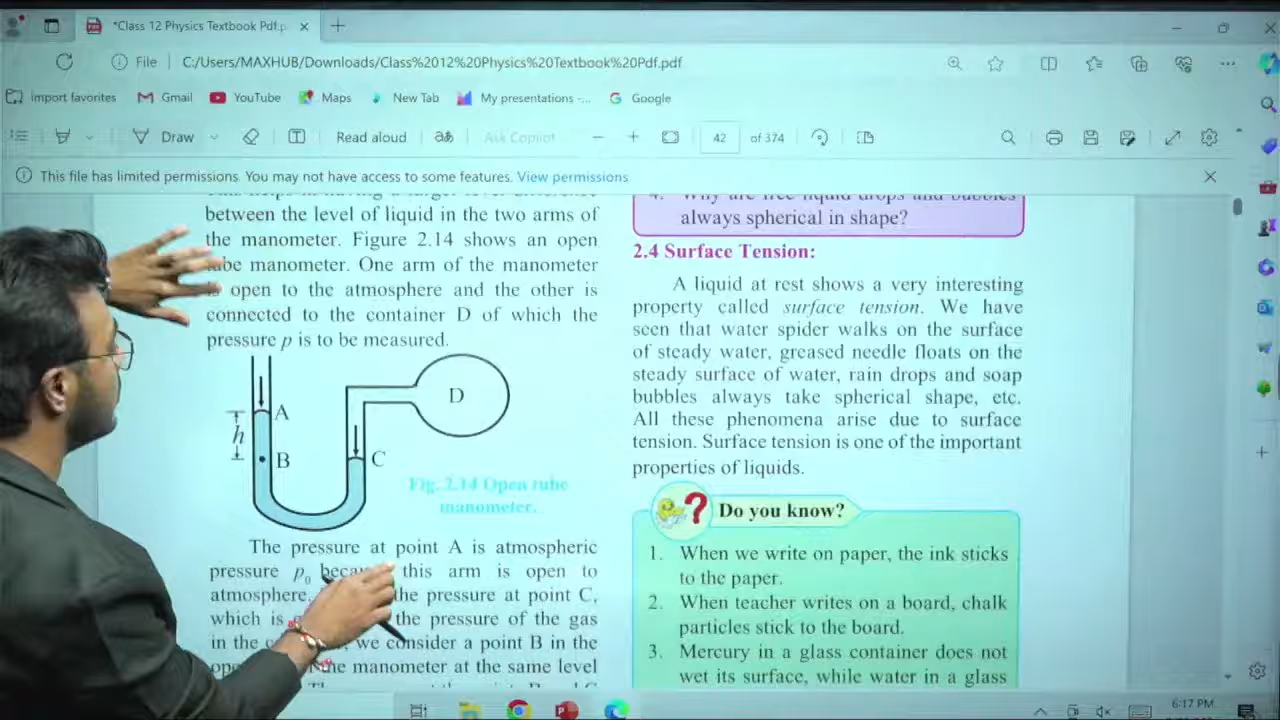 *Class 12 Physics Textbook Pdf.p
File
C:/Users/MAXHUB/Downloads/Class%2012%20Physics%20Textbook%20Pdf.pdf
Import favorites
Gmail
YouTube
Maps
New Tab
My presentations -...
Google
Draw
Read aloud
Ask Copilot
42
of 374
This file has limited permissions. You may not have access to some features. View permissions
between the level of liquid in the two arms of
the manometer. Figure 2.14 shows an open
manometer. One arm of the manometer
open to the atmosphere and the other is
connected to the container D of which the
pressure p is to be measured.
A
h
B
C
D
Fig. 2.14 Open tube
manometer.
The pressure at point A is atmospheric
pressure p0 this arm is open to
atmosphere. the pressure at point C,
which is the pressure of the gas
in the we consider a point B in the
the manometer at the same level
4. Why are free liquid drops and bubbles
always spherical in shape?
2.4 Surface Tension:
A liquid at rest shows a very interesting
property called surface tension. We have
seen that water spider walks on the surface
of steady water, greased needle floats on the
steady surface of water, rain drops and soap
bubbles always take spherical shape, etc.
All these phenomena arise due to surface
tension. Surface tension is one of the important
properties of liquids.
Do you know?
1. When we write on paper, the ink sticks
to the paper.
2. When teacher writes on a board, chalk
particles stick to the board.
3. Mercury in a glass container does not
wet its surface, while water in a glass
6:17 PM